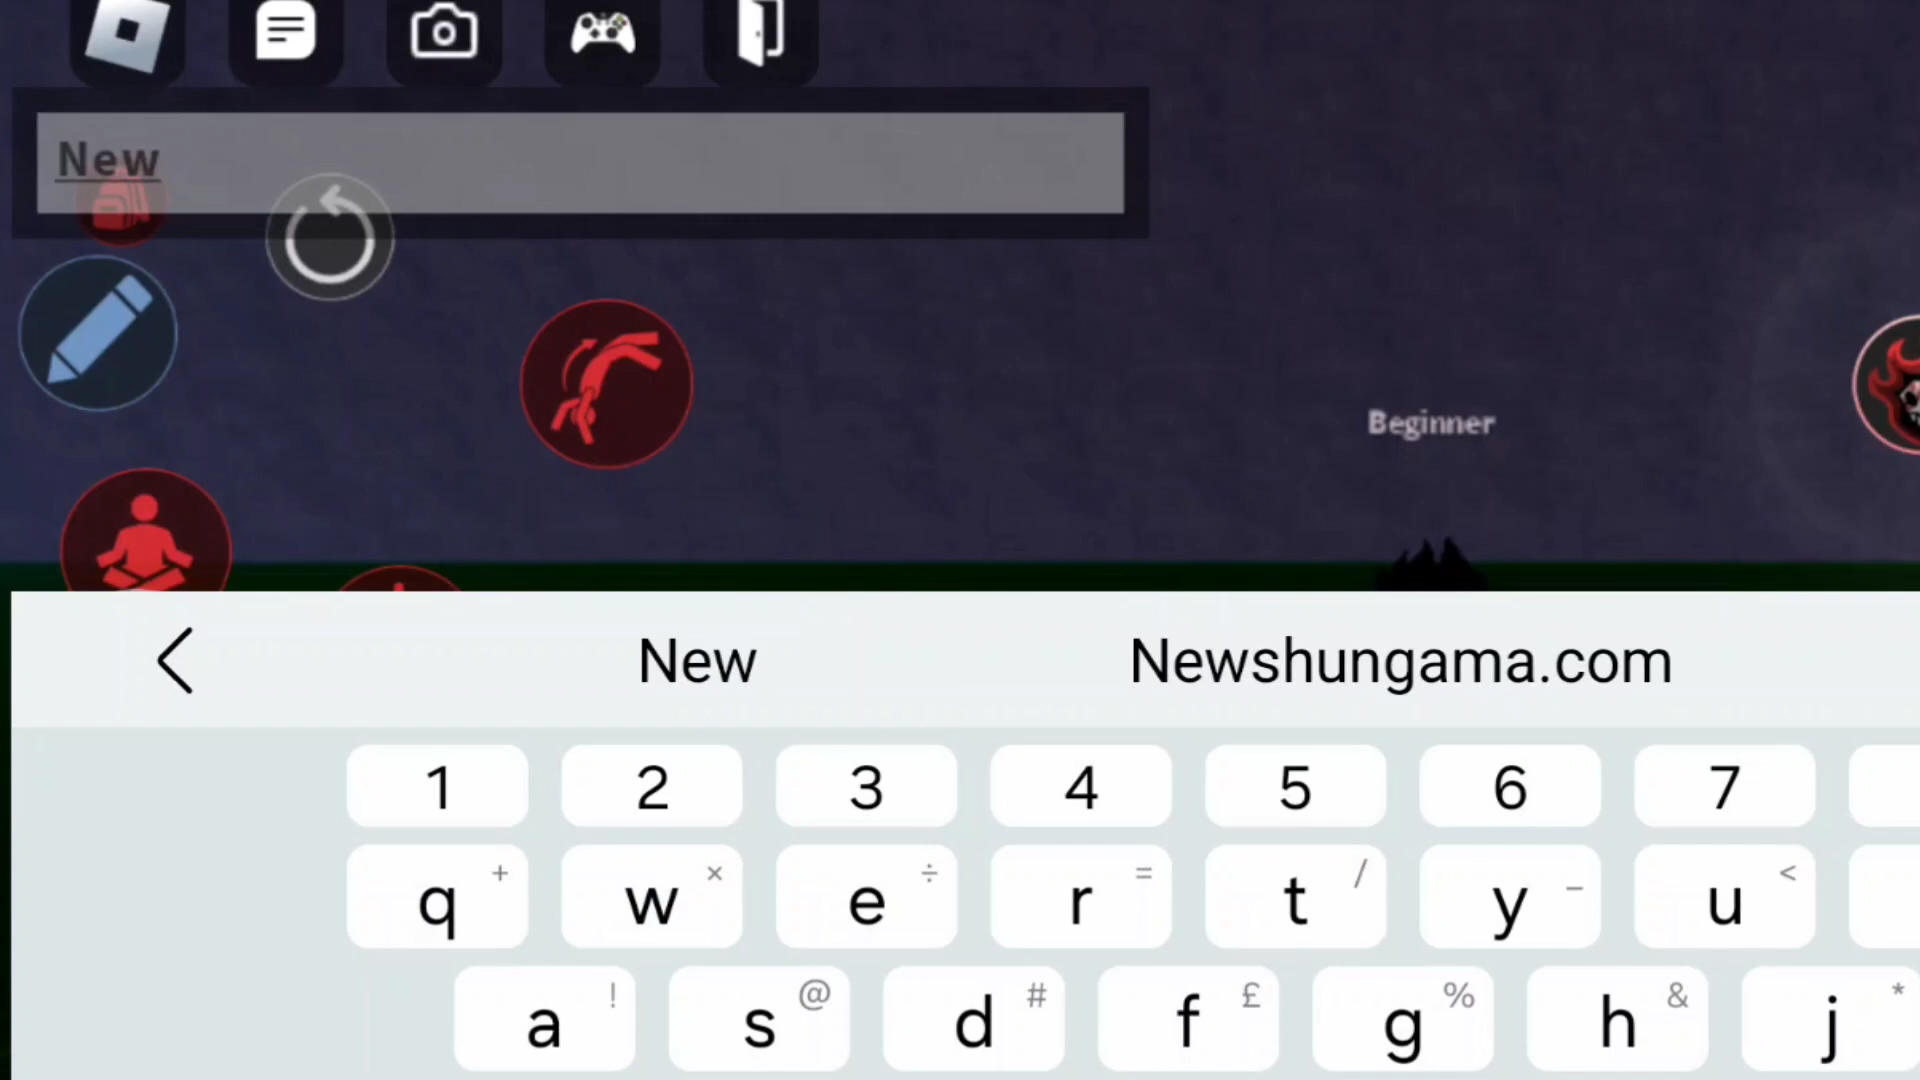 New
Beginner
New Newshungama.com
1 2 3 4 5 6 7
q + w × e ÷ r = t / y – u <
a ! s @ d # f £ g % h & j *